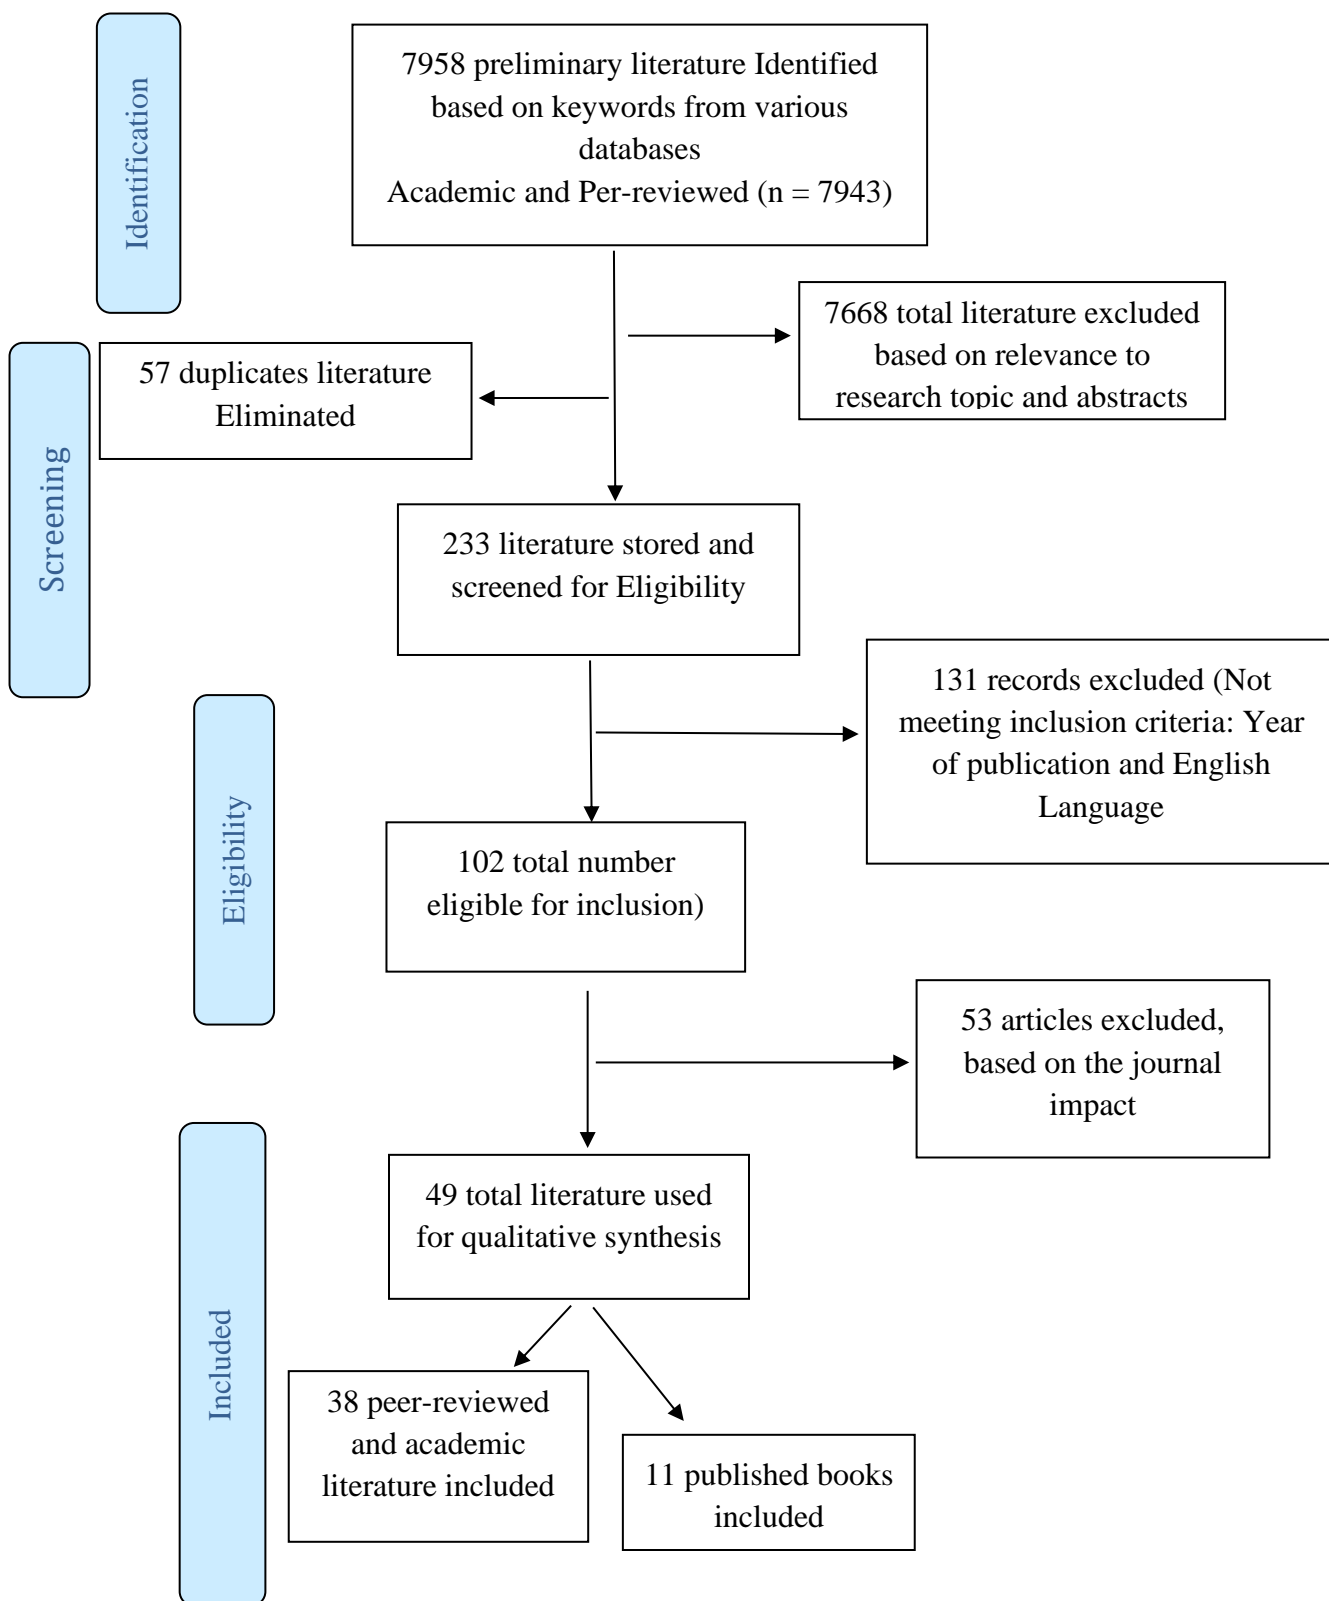 Identification
7958 preliminary literature Identified
based on keywords from various
databases
Academic and Per-reviewed (n = 7943)
7668 total literature excluded
based on relevance to
research topic and abstracts
Screening
57 duplicates literature
Eliminated
233 literature stored and
screened for Eligibility
131 records excluded (Not
meeting inclusion criteria: Year
of publication and English
Language
Eligibility
102 total number
eligible for inclusion)
53 articles excluded,
based on the journal
impact
Included
49 total literature used
for qualitative synthesis
38 peer-reviewed
and academic
literature included
11 published books
included